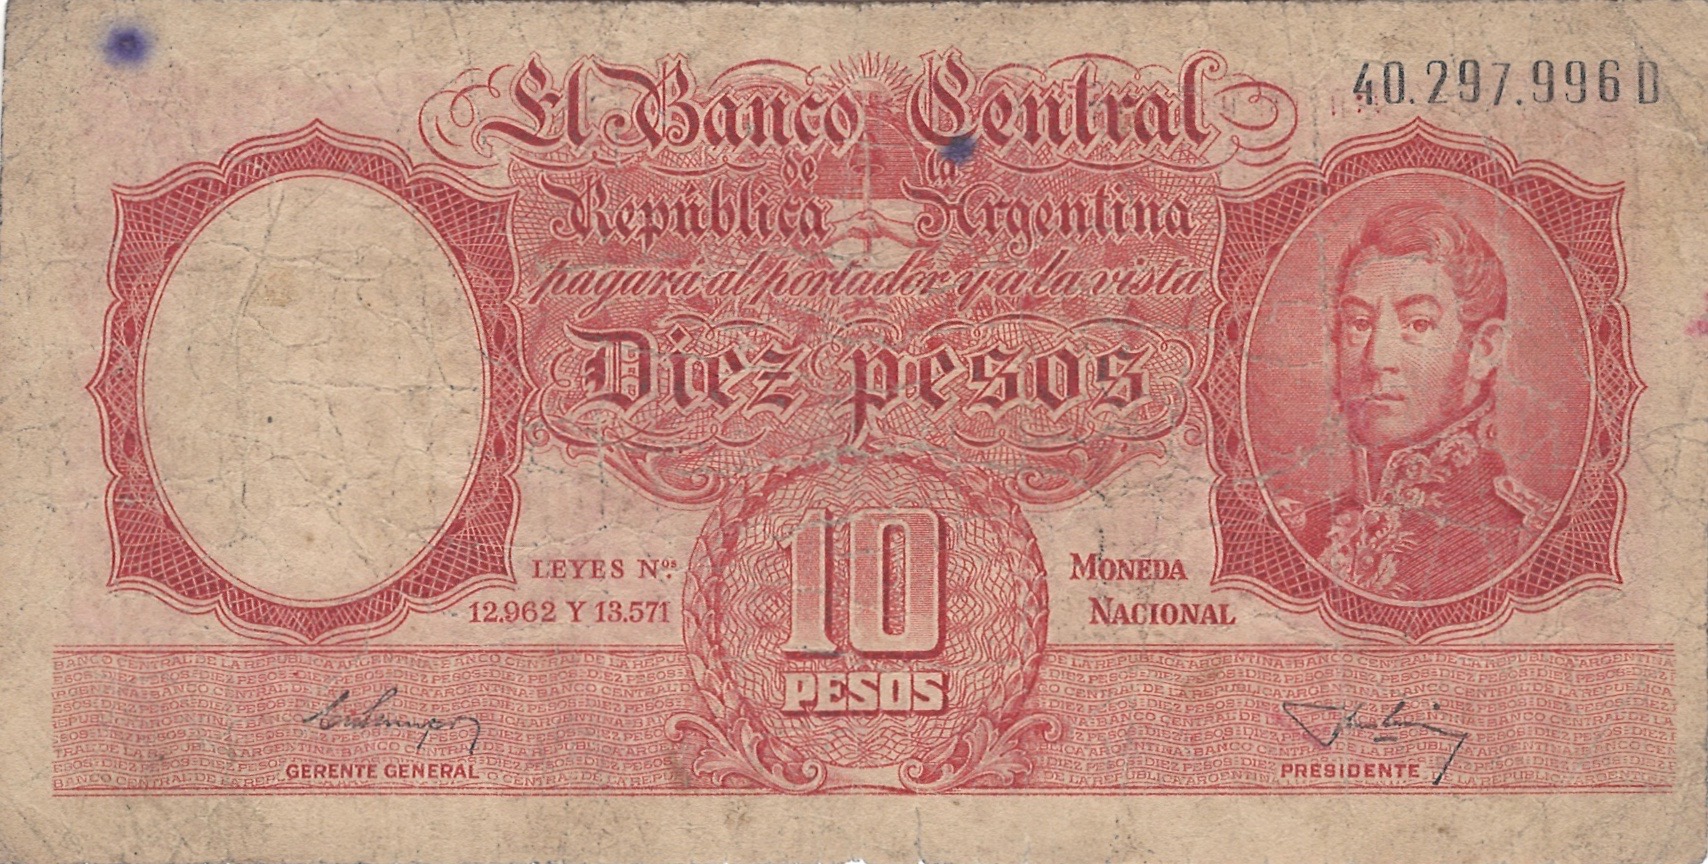 40.297.996 D
El Banco Central
de la
República Argentina
pagará al portador y a la vista
Diez pesos
LEYES N.os
12.962 Y 13.571
10
PESOS
MONEDA
NACIONAL
GERENTE GENERAL
PRESIDENTE